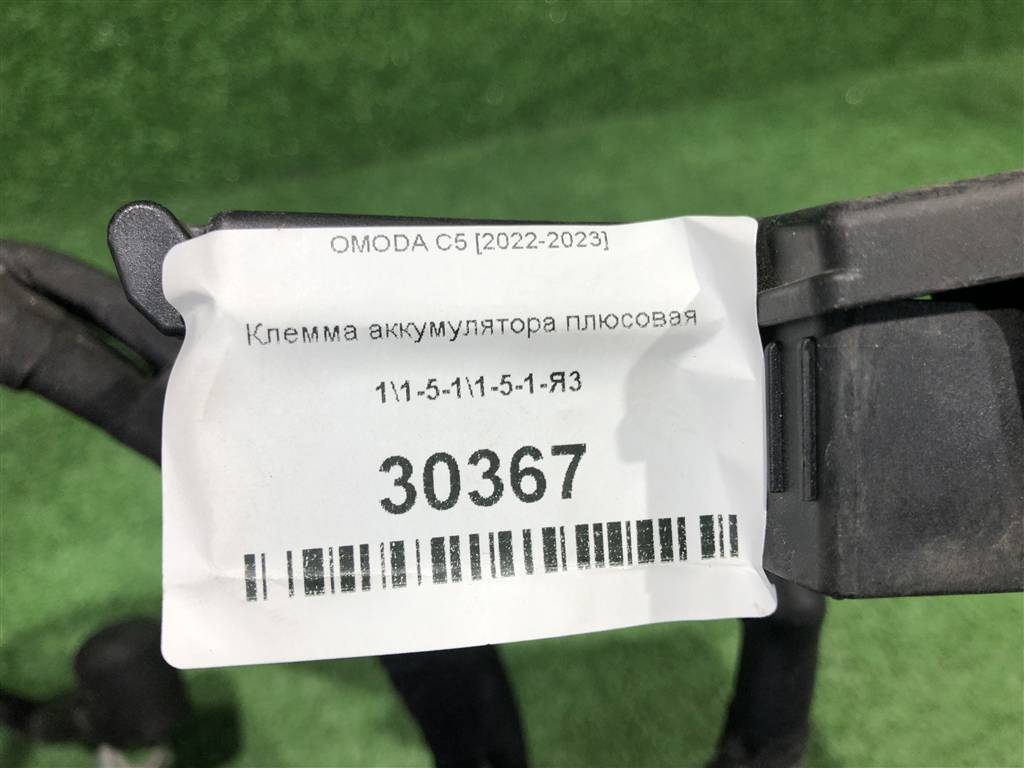 OMODA C5 [2022-2023]
Клемма аккумулятора плюсовая
1\1-5-1\1-5-1-Я3
30367